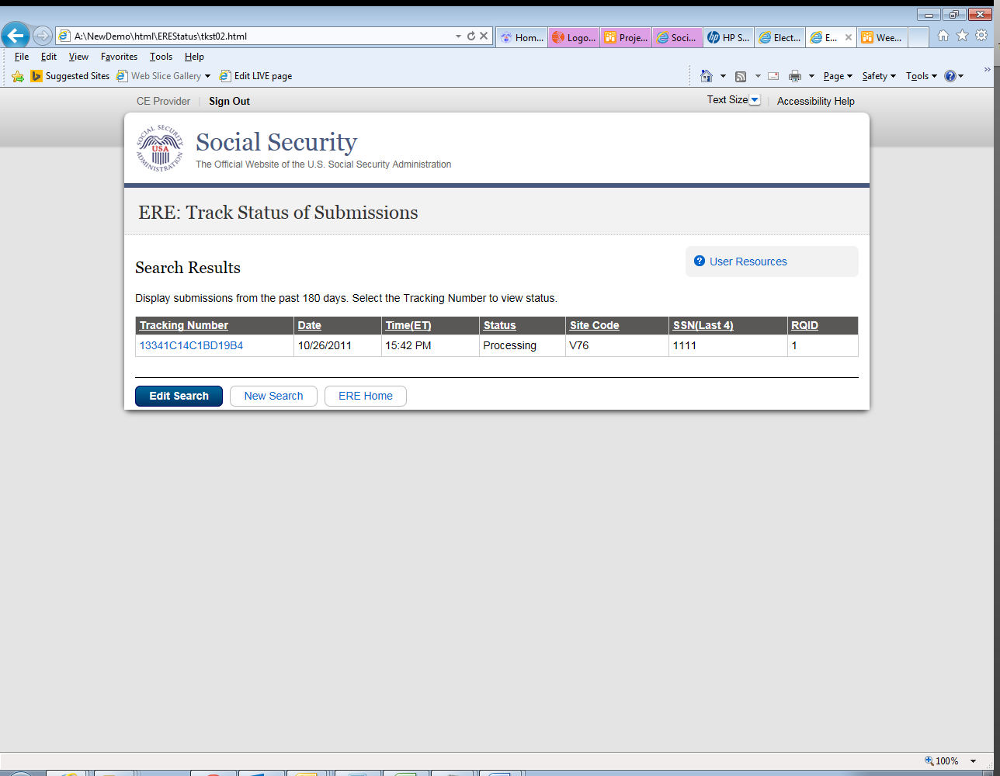 A:\NewDemo\html\EREStatus\tkst02.html
Hom... Logo... Proje... Soci... HP S... Elect... E... Wee...
File Edit View Favorites Tools Help
Suggested Sites Web Slice Gallery Edit LIVE page Page Safety Tools
CE Provider Sign Out Text Size Accessibility Help
SOCIAL SECURITY ADMINISTRATION
USA
Social Security
The Official Website of the U.S. Social Security Administration
ERE: Track Status of Submissions
User Resources
Search Results
Display submissions from the past 180 days. Select the Tracking Number to view status.
Tracking Number Date Time(ET) Status Site Code SSN(Last 4) RQID
13341C14C1BD19B4 10/26/2011 15:42 PM Processing V76 1111 1
Edit Search New Search ERE Home
100%